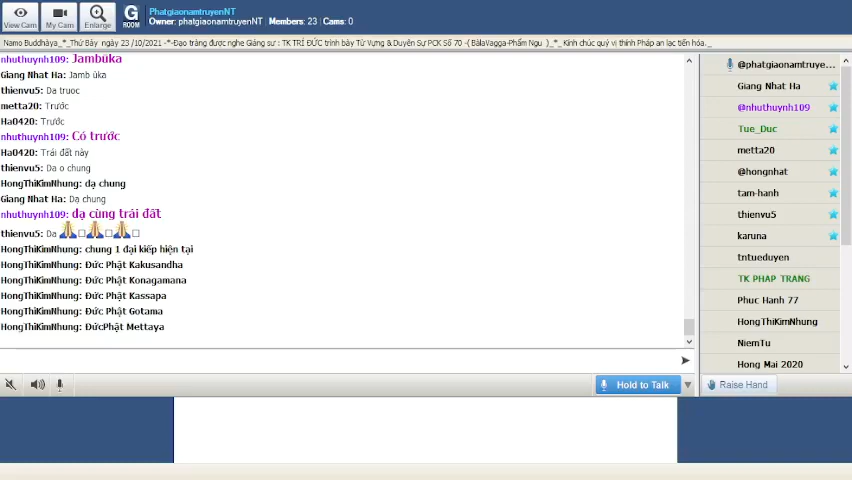 View Cam
My Cam
Enlarge
G
ROOM
PhatgiaonamtruyenNT
Owner: phatgiaonamtruyenNT | Members: 23 | Cams: 0
Namo Buddhàya_*_Thứ Bảy ngày 23 /10/2021 -*-Đạo tràng được nghe Giảng sư : TK TRÍ ĐỨC trình bày Từ Vựng & Duyên Sự PCK Số 70 -( BàlaVagga-Phẩm Ngu )_*_ Kính chúc quý vị thính Pháp an lạc tiến hóa._
nhuthuynh109: Jambūka
Giang Nhat Ha: Jamb ùka
thienvu5: Da truoc
metta20: Trước
Ha0420: Trước
nhuthuynh109: Có trước
Ha0420: Trái đất này
thienvu5: Da o chung
HongThiKimNhung: dạ chung
Giang Nhat Ha: Dạ chung
nhuthuynh109: dạ cùng trái đất
thienvu5: Da 🙏□🙏□🙏□
HongThiKimNhung: chung 1 đại kiếp hiện tại
HongThiKimNhung: Đức Phật Kakusandha
HongThiKimNhung: Đức Phật Konagamana
HongThiKimNhung: Đức Phật Kassapa
HongThiKimNhung: Đức Phật Gotama
HongThiKimNhung: ĐứcPhật Mettaya
@phatgiaonamtruye...
Giang Nhat Ha
@nhuthuynh109
Tue_Duc
metta20
@hongnhat
tam-hanh
thienvu5
karuna
tntueduyen
TK PHAP TRANG
Phuc Hanh 77
HongThiKimNhung
NiemTu
Hong Mai 2020
Hold to Talk
Raise Hand